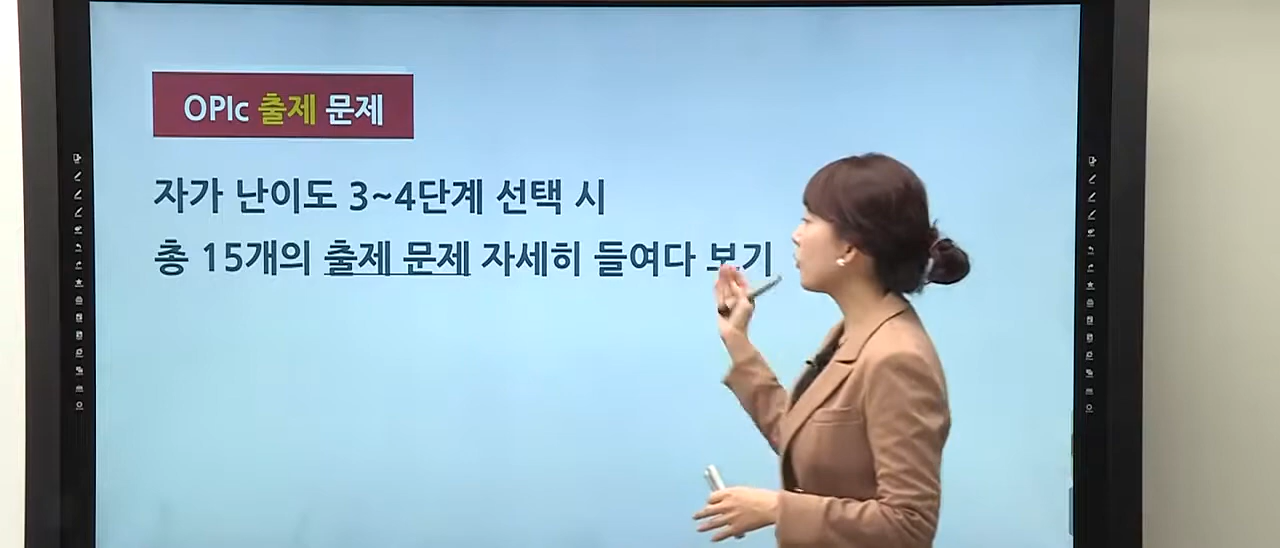 OPIc 출제 문제
자가 난이도 3~4단계 선택 시
총 15개의 출제 문제 자세히 들여다 보기